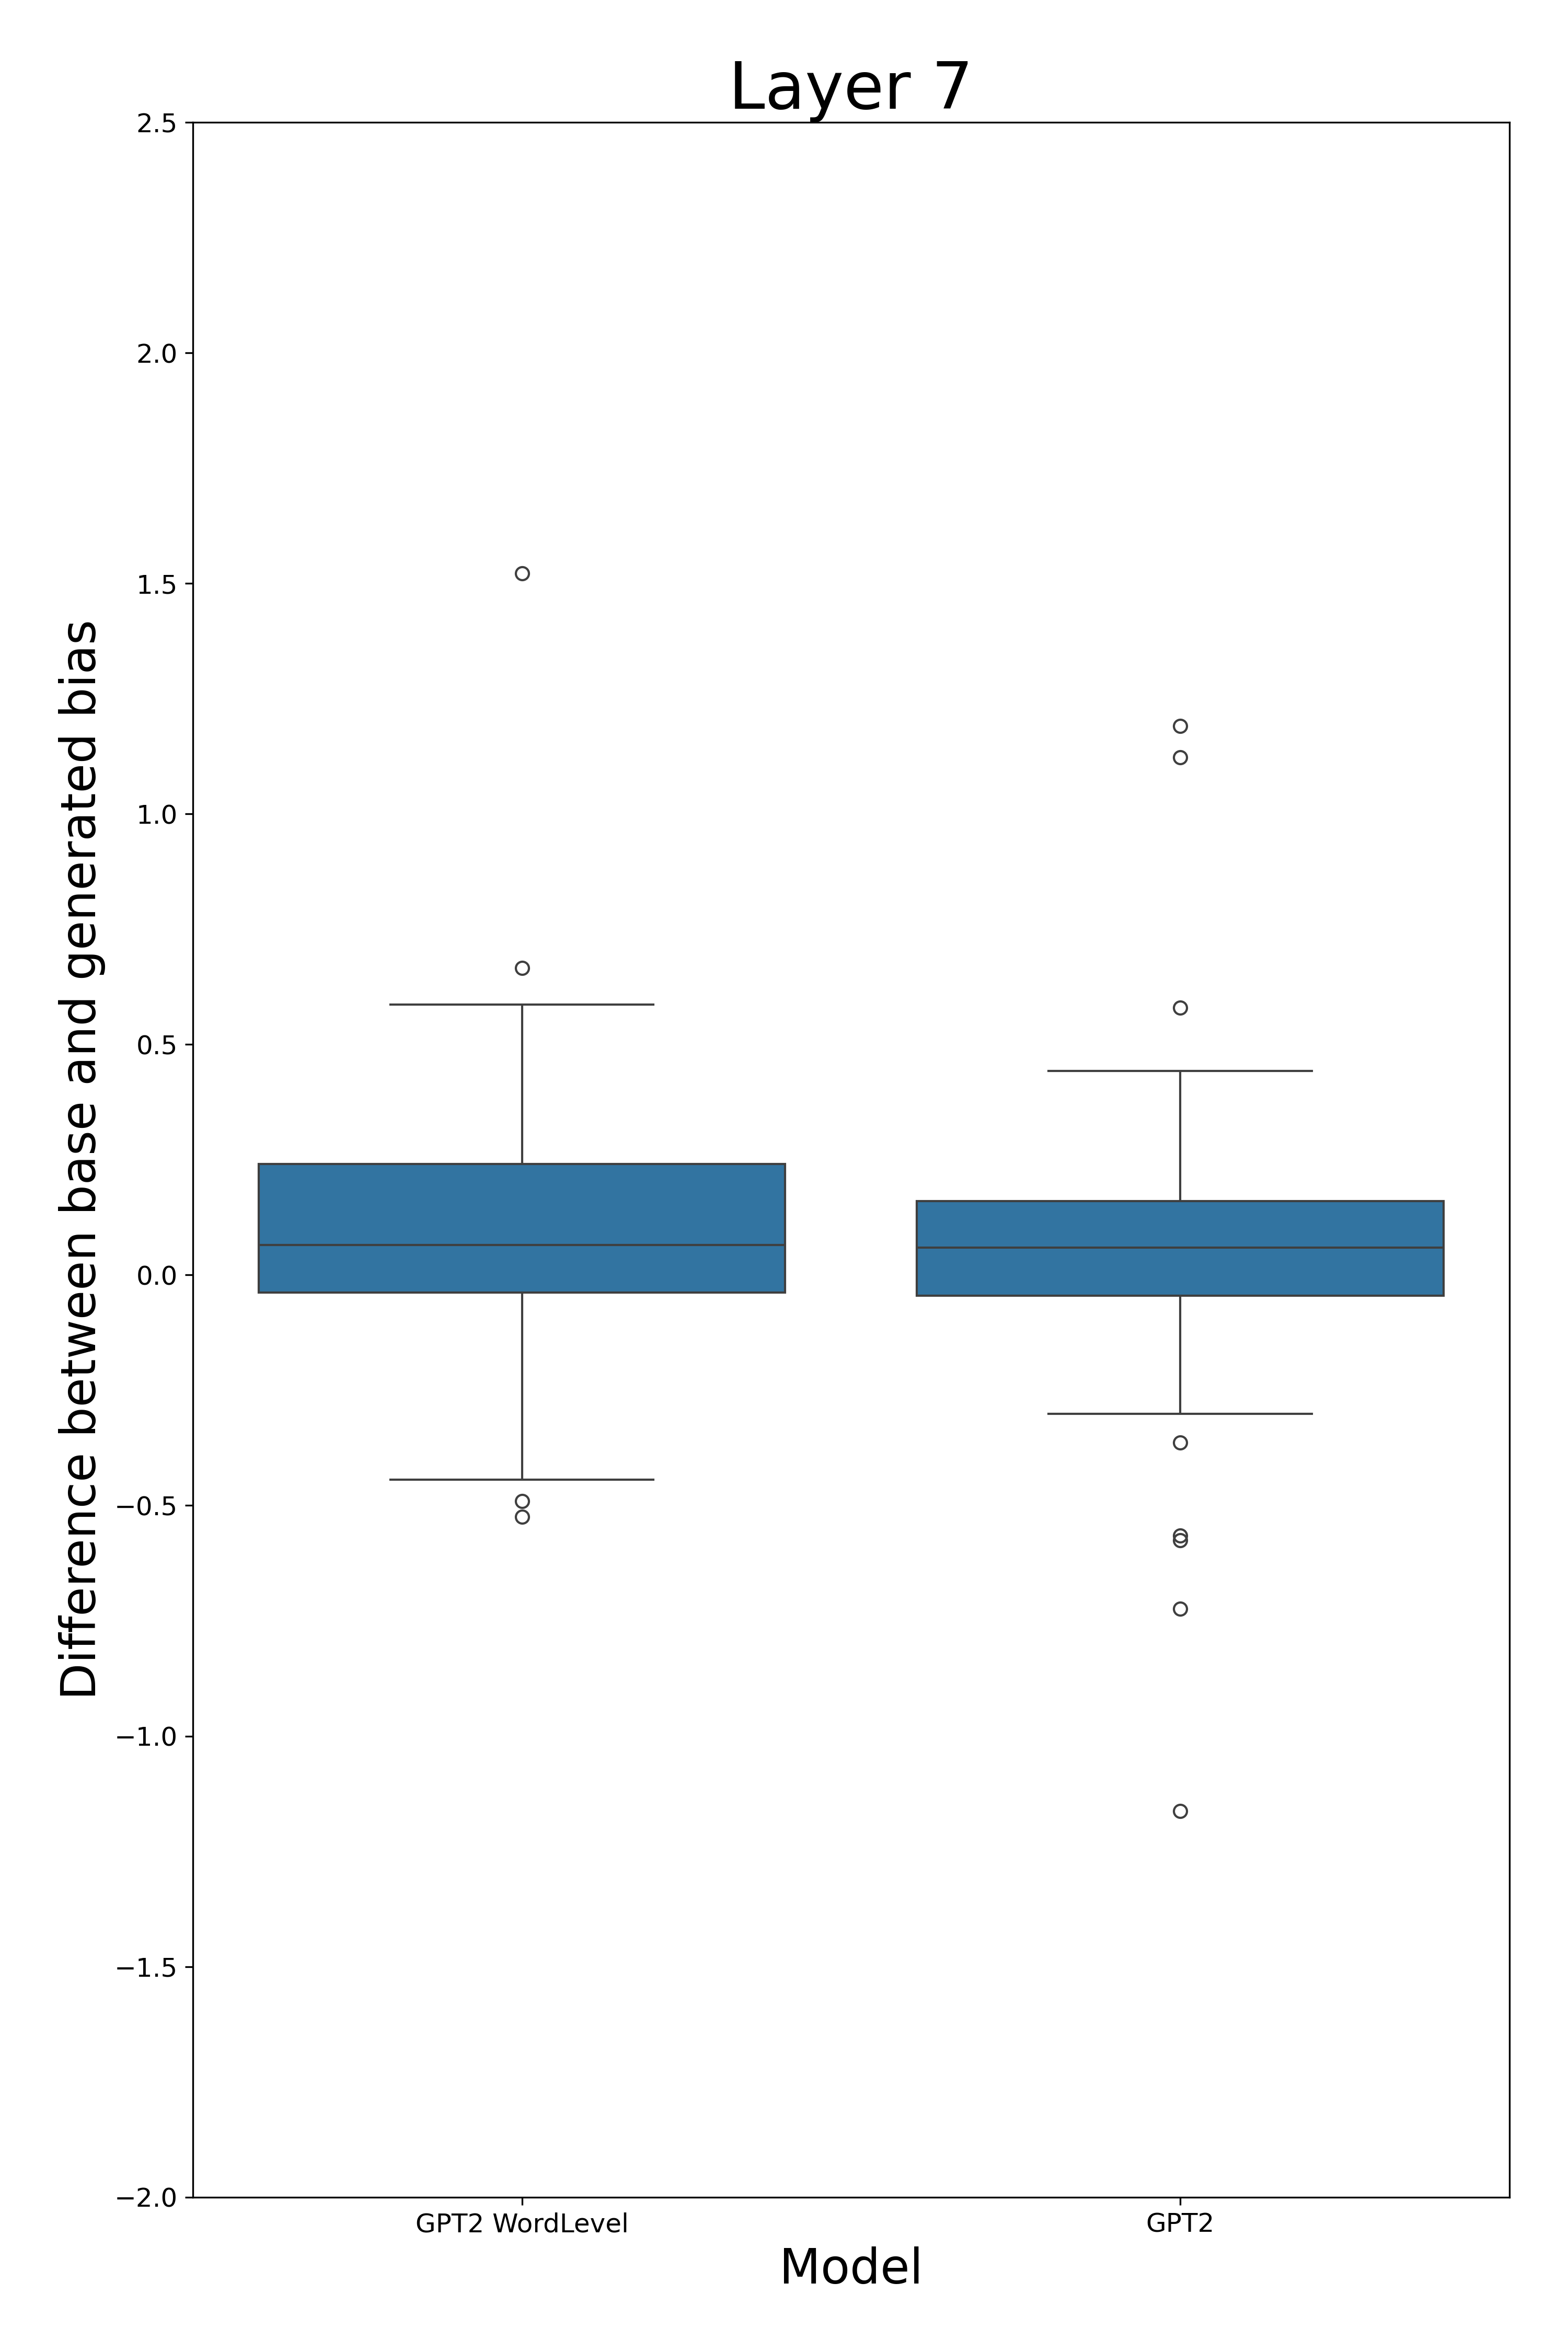 Layer 7
Difference between base and generated bias
2.5
2.0
1.5
1.0
0.5
0.0
−0.5
−1.0
−1.5
−2.0
GPT2 WordLevel
GPT2
Model